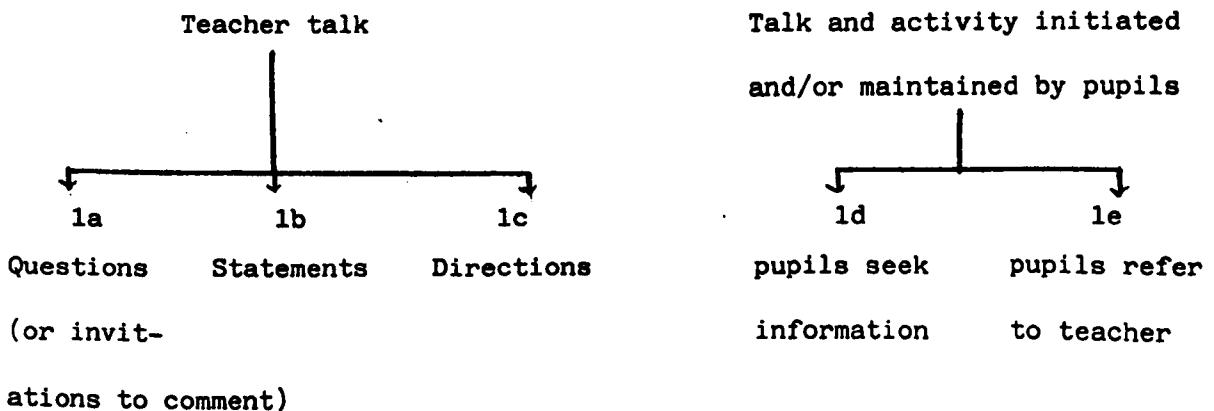 Teacher talk
Talk and activity initiated
and/or maintained by pupils
1a 1b 1c
Questions Statements Directions
(or invit-
ations to comment)
1d 1e
pupils seek pupils refer
information to teacher